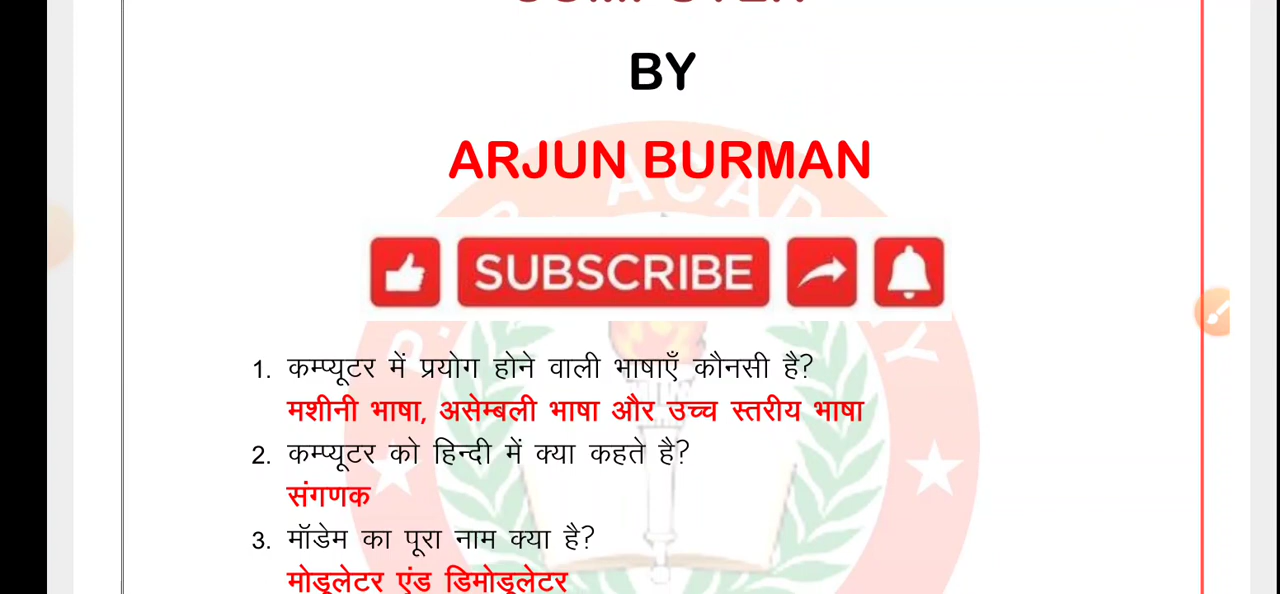 COMPUTER
BY
ARJUN BURMAN
SUBSCRIBE
1. कम्प्यूटर में प्रयोग होने वाली भाषाएँ कौनसी है?
मशीनी भाषा, असेम्बली भाषा और उच्च स्तरीय भाषा
2. कम्प्यूटर को हिन्दी में क्या कहते है?
संगणक
3. मॉडेम का पूरा नाम क्या है?
मोडूलेटर एंड डिमोडूलेटर